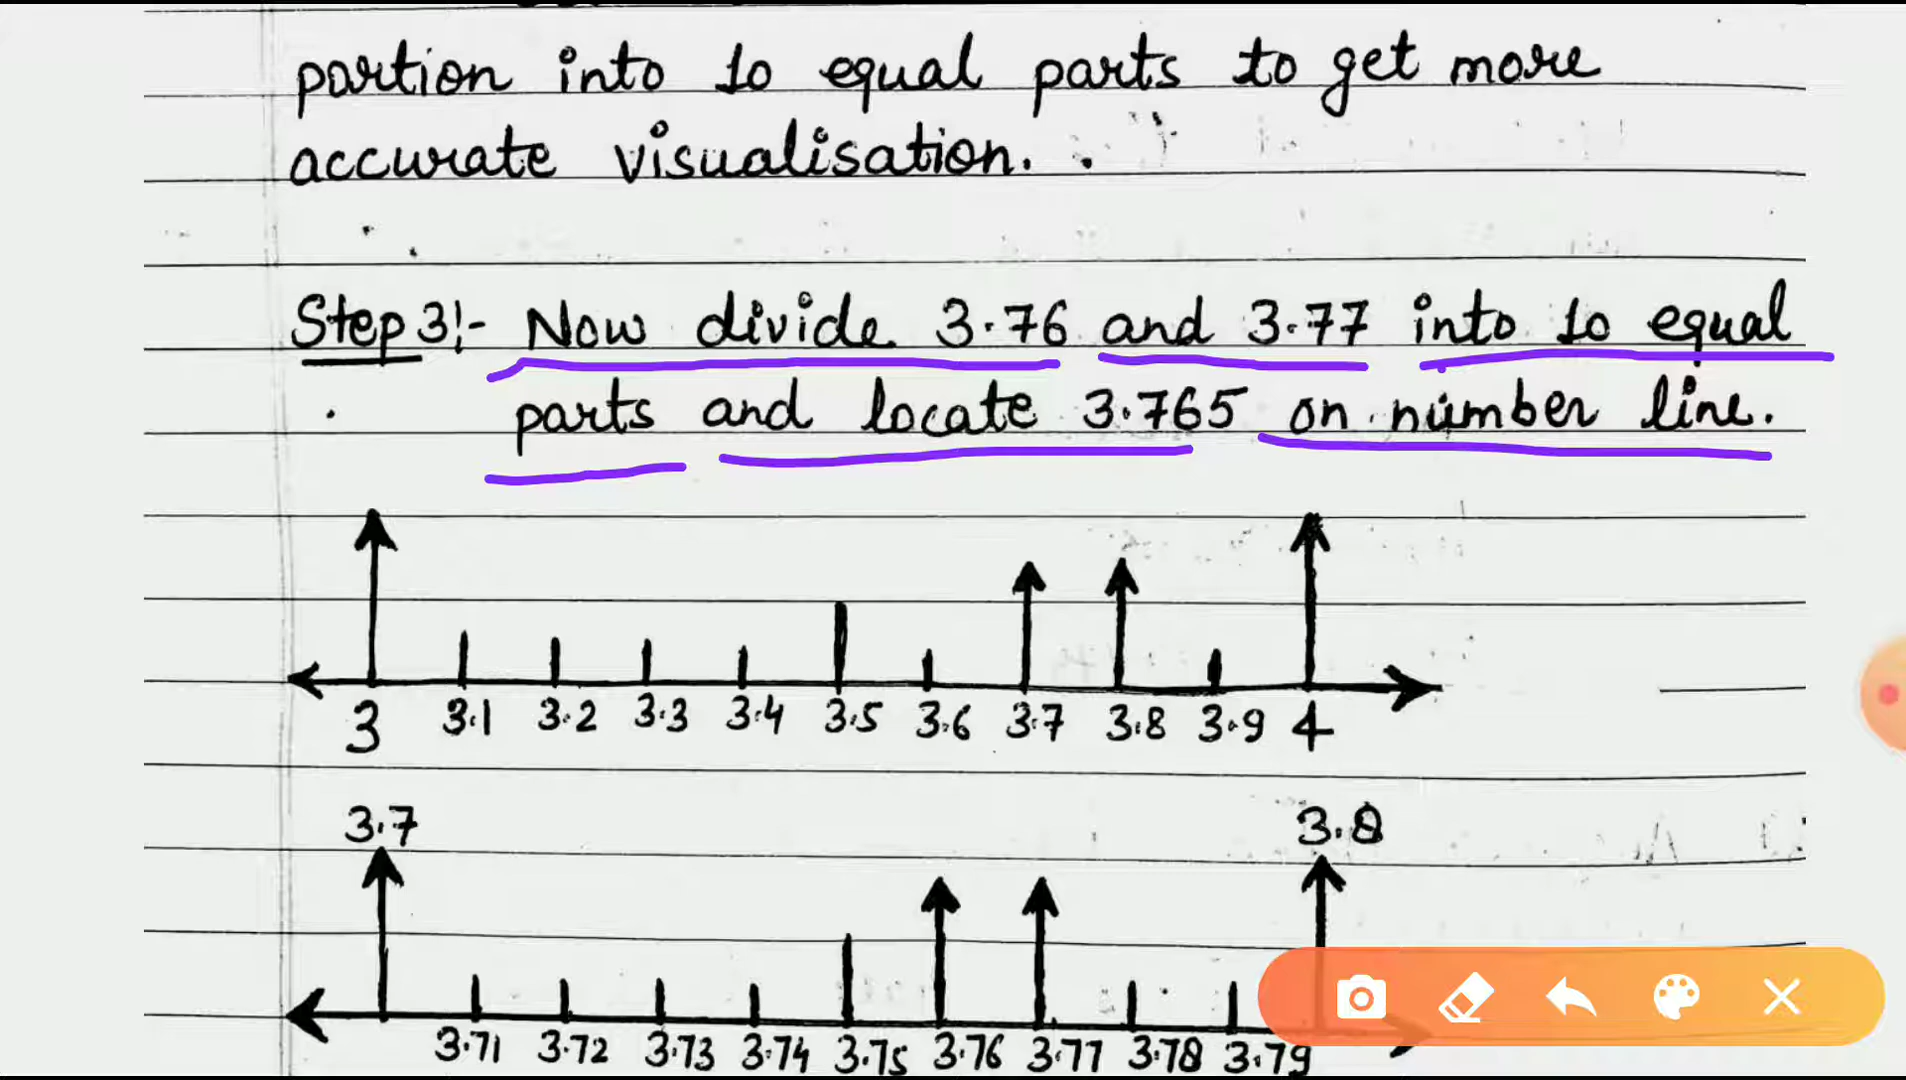 partion into 10 equal parts to get more
accurate visualisation.
Step 3:- Now divide 3.76 and 3.77 into 10 equal
parts and locate 3.765 on number line.
3 3.1 3.2 3.3 3.4 3.5 3.6 3.7 3.8 3.9 4
3.7 3.8
3.71 3.72 3.73 3.74 3.75 3.76 3.77 3.78 3.79